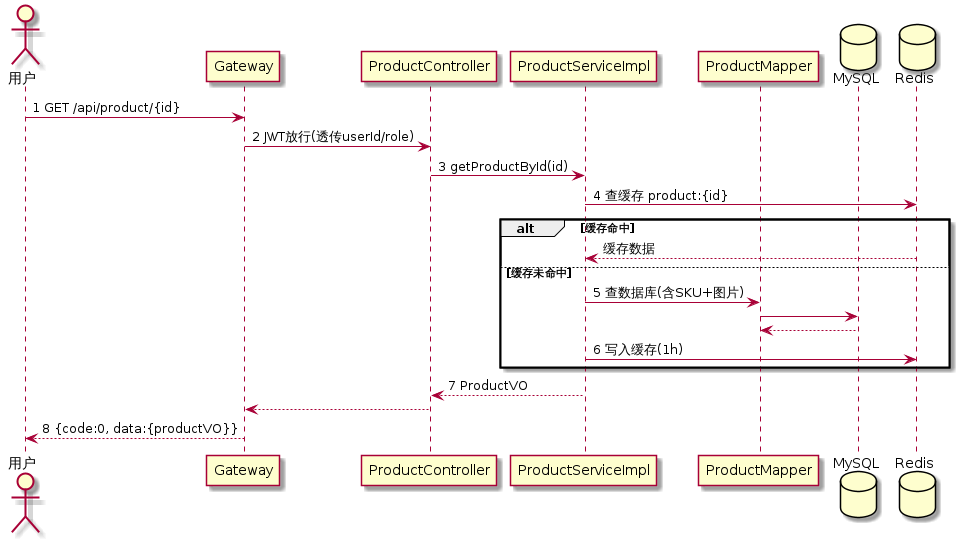 用户
Gateway
ProductController
ProductServiceImpl
ProductMapper
MySQL
Redis
1 GET /api/product/{id}
2 JWT放行(透传userId/role)
3 getProductById(id)
4 查缓存 product:{id}
alt
[缓存命中]
缓存数据
[缓存未命中]
5 查数据库(含SKU+图片)
6 写入缓存(1h)
7 ProductVO
8 {code:0, data:{productVO}}
用户
Gateway
ProductController
ProductServiceImpl
ProductMapper
MySQL
Redis